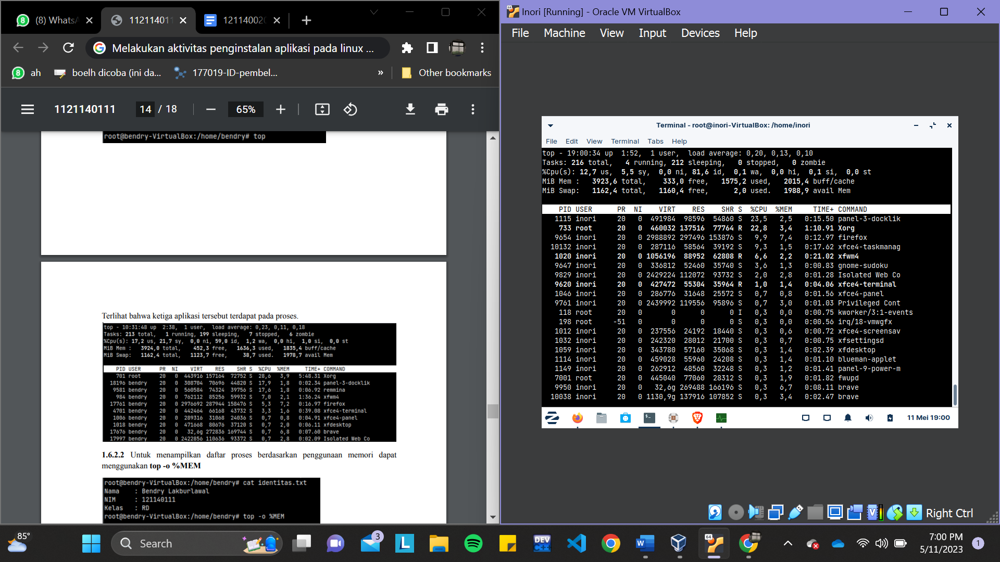 (8) WhatsA
112114011
121140020
Melakukan aktivitas penginstalan aplikasi pada linux ...
ah
boelh dicoba (ini da...
177019-ID-pembel...
»
Other bookmarks
1121140111
14 / 18
65%
root@bendry-VirtualBox:/home/bendry# top
Terlihat bahwa ketiga aplikasi tersebut terdapat pada proses.
top - 10:31:48 up  2:38,  1 user,  load average: 0,23, 0,11, 0,18
Tasks: 213 total,   1 running, 199 sleeping,   7 stopped,   6 zombie
%Cpu(s): 17,2 us, 21,7 sy,  0,0 ni, 59,0 id,  1,2 wa,  0,0 hi,  1,0 si,  0,0 st
MiB Mem :   3924,0 total,    452,3 free,   1636,3 used,   1835,4 buff/cache
MiB Swap:   1162,4 total,   1123,7 free,     38,7 used.   1978,7 avail Mem
PID USER PR NI VIRT RES SHR S %CPU %MEM TIME+ COMMAND
701 root 20 0 443916 157164 72752 S 28,6 3,9 5:48.31 Xorg
18196 bendry 20 0 308704 70696 44820 S 17,9 1,8 0:02.34 panel-3-docklik
9581 bendry 20 0 560584 74324 39756 S 17,6 1,8 0:06.92 remmina
984 bendry 20 0 762112 85256 59932 S 7,0 2,1 1:36.24 xfwm4
17761 bendry 20 0 2976692 287944 158476 S 5,3 7,2 0:16.97 firefox
4701 bendry 20 0 442464 66168 43732 S 3,3 1,6 0:39.08 xfce4-terminal
1006 bendry 20 0 289316 31068 24036 S 0,7 0,8 0:04.91 xfce4-panel
1018 bendry 20 0 471668 80676 37120 S 0,7 2,0 0:06.11 xfdesktop
17676 bendry 20 0 32,6g 272836 169744 S 0,7 6,8 0:07.60 brave
17997 bendry 20 0 2422856 110636 93372 S 0,7 2,8 0:02.09 Isolated Web Co
1.6.2.2 Untuk menampilkan daftar proses berdasarkan penggunaan memori dapat
menggunakan top -o %MEM
root@bendry-VirtualBox:/home/bendry# cat identitas.txt
Nama    : Bendry Lakburlawal
NIM     : 121140111
Kelas   : RD
root@bendry-VirtualBox:/home/bendry# top -o %MEM
Inori [Running] - Oracle VM VirtualBox
File Machine View Input Devices Help
Terminal - root@inori-VirtualBox: /home/inori
File Edit View Terminal Tabs Help
top - 19:00:34 up  1:52,  1 user,  load average: 0,20, 0,13, 0,10
Tasks: 216 total,   4 running, 212 sleeping,   0 stopped,   0 zombie
%Cpu(s): 12,7 us,  5,5 sy,  0,0 ni, 81,6 id,  0,1 wa,  0,0 hi,  0,1 si,  0,0 st
MiB Mem :   3923,6 total,    333,0 free,   1575,2 used,   2015,4 buff/cache
MiB Swap:   1162,4 total,   1160,4 free,      2,0 used.   1988,9 avail Mem
PID USER PR NI VIRT RES SHR S %CPU %MEM TIME+ COMMAND
1115 inori 20 0 491984 98596 54860 S 23,5 2,5 0:15.50 panel-3-docklik
733 root 20 0 460032 137516 77764 R 22,8 3,4 1:10.91 Xorg
9654 inori 20 0 2988892 297496 153876 S 9,9 7,4 0:12.97 firefox
10132 inori 20 0 287116 58564 39192 S 9,3 1,5 0:17.62 xfce4-taskmanag
1020 inori 20 0 1056196 88952 62808 R 6,6 2,2 0:21.02 xfwm4
9647 inori 20 0 336812 52460 35740 S 3,6 1,3 0:00.83 gnome-sudoku
9829 inori 20 0 2429224 112072 93732 S 2,0 2,8 0:01.28 Isolated Web Co
9620 inori 20 0 427472 55304 35964 R 1,0 1,4 0:04.06 xfce4-terminal
1046 inori 20 0 286776 31648 25572 S 0,7 0,8 0:01.56 xfce4-panel
9761 inori 20 0 2439992 119556 95896 S 0,7 3,0 0:01.03 Privileged Cont
118 root 20 0 0 0 0 I 0,3 0,0 0:00.75 kworker/3:1-events
198 root -51 0 0 0 0 S 0,3 0,0 0:00.56 irq/18-vmwgfx
1012 inori 20 0 237556 24192 18440 S 0,3 0,6 0:00.72 xfce4-screensav
1032 inori 20 0 242320 28012 21700 S 0,3 0,7 0:00.75 xfsettingsd
1059 inori 20 0 343780 57160 35068 S 0,3 1,4 0:02.39 xfdesktop
1114 inori 20 0 459028 55960 24208 S 0,3 1,4 0:01.10 blueman-applet
1149 inori 20 0 262912 48560 32248 S 0,3 1,2 0:01.41 panel-9-power-m
7001 root 20 0 445040 77060 28312 S 0,3 1,9 0:01.82 fwupd
9950 inori 20 0 32,6g 269488 166196 S 0,3 6,7 0:08.11 brave
10038 inori 20 0 1130,9g 137916 107852 S 0,3 3,4 0:02.47 brave
11 Mei 19:00
Right Ctrl
85°
Search
3
L
DEV
C++
W
64
7:00 PM
5/11/2023
1